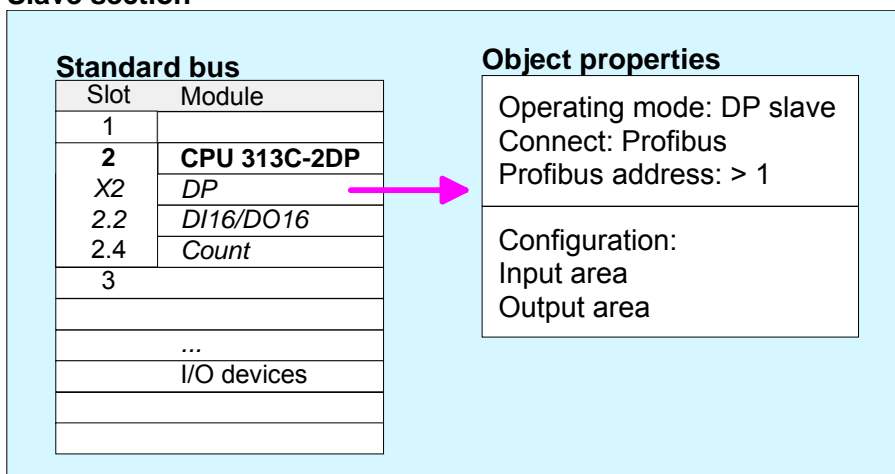 Slave section
Standard bus
Slot Module
1
2 CPU 313C-2DP
X2 DP
2.2 DI16/DO16
2.4 Count
3
...
I/O devices
Object properties
Operating mode: DP slave
Connect: Profibus
Profibus address: > 1
Configuration:
Input area
Output area